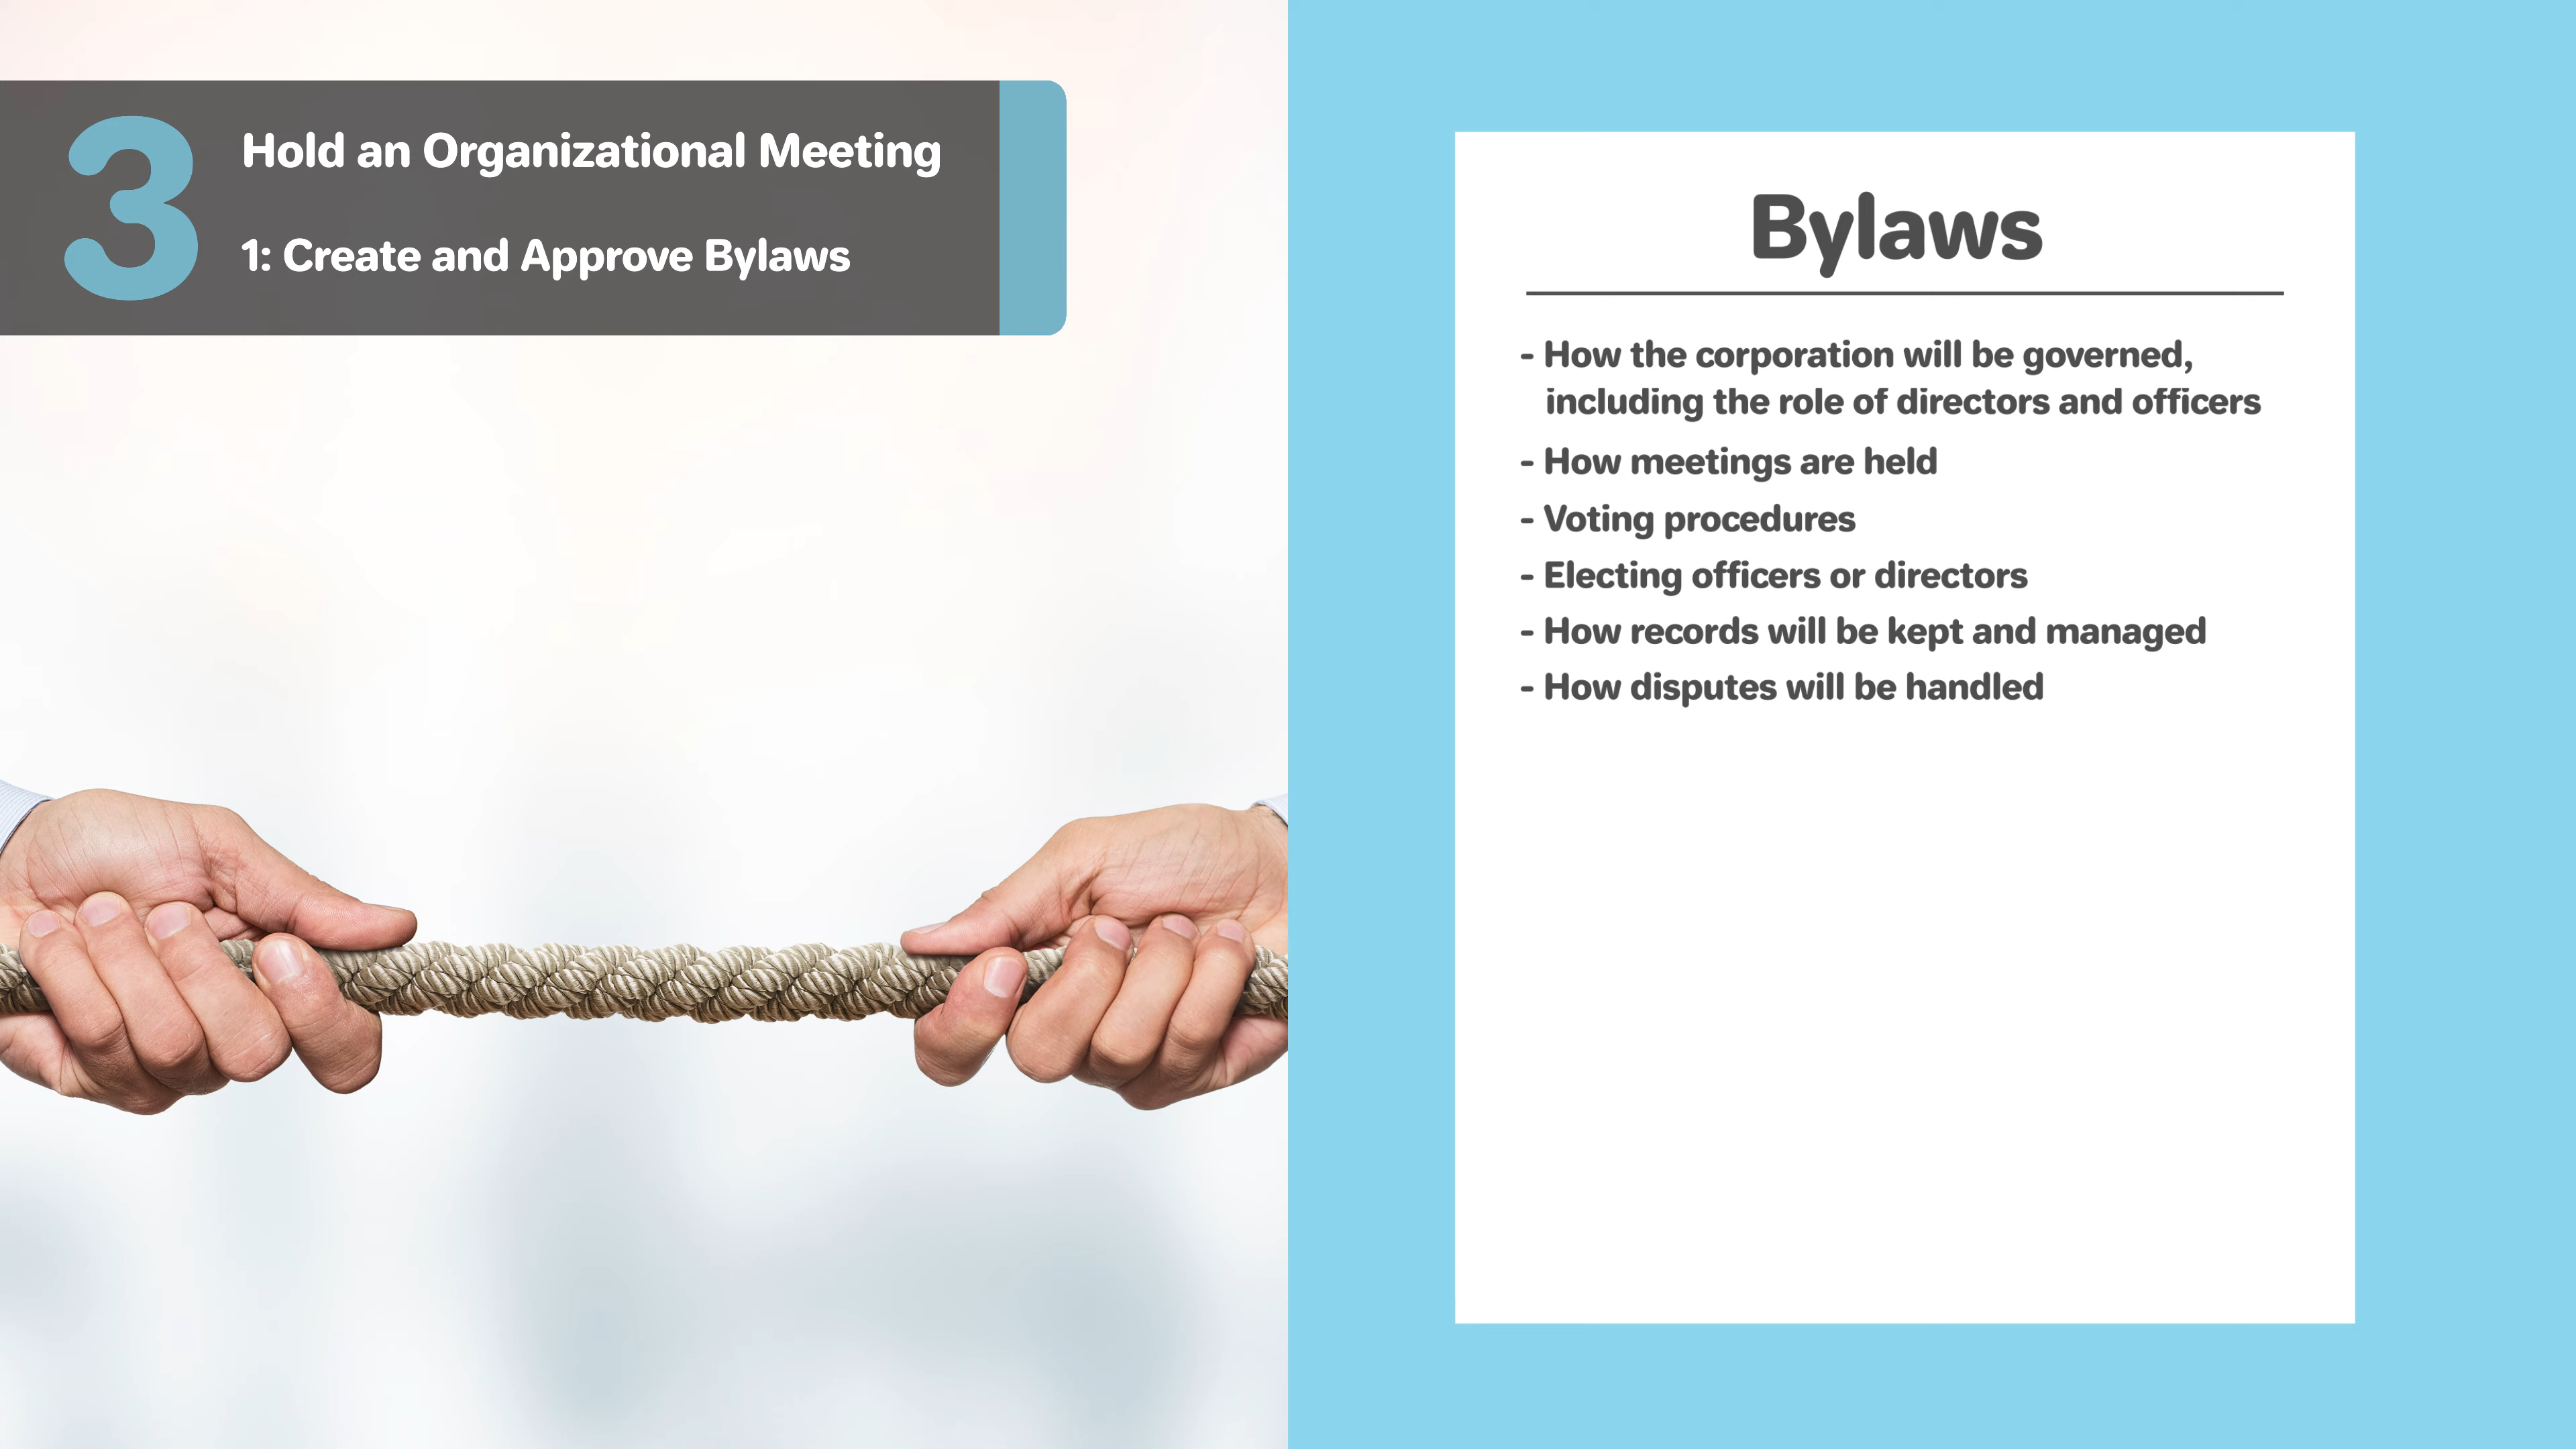 3
Hold an Organizational Meeting
1: Create and Approve Bylaws
Bylaws
- How the corporation will be governed,
including the role of directors and officers
- How meetings are held
- Voting procedures
- Electing officers or directors
- How records will be kept and managed
- How disputes will be handled